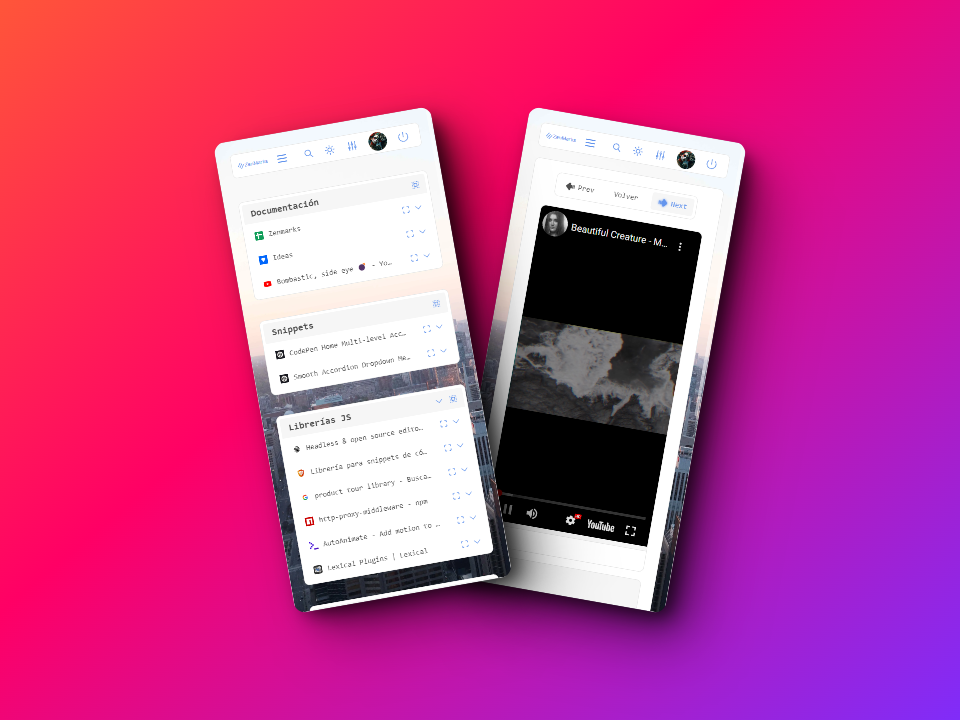 ZenMarks
Documentación
Zenmarks
Ideas
Bombastic, side eye 💣 - Yo…
Snippets
CodePen Home Multi-level Acc…
Smooth Accordion Dropdown Me…
Librerías JS
Headless & open source edito…
Librería para snippets de có…
product tour library - Busca…
http-proxy-middleware - npm
AutoAnimate - Add motion to …
Lexical Plugins | Lexical
ZenMarks
Prev
Volver
Next
Beautiful Creature - M...
YouTube